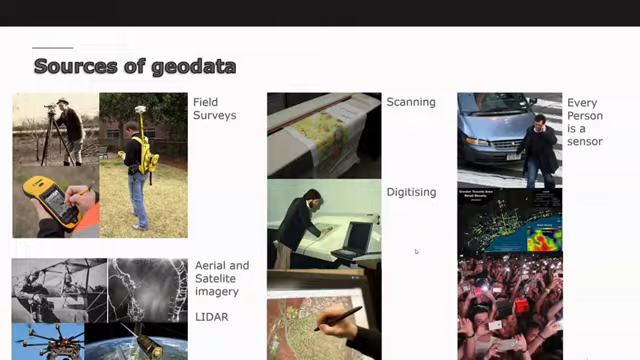 Sources of geodata
Field
Surveys
Aerial and
Satelite
imagery
LIDAR
Scanning
Digitising
Every
Person
is a
sensor